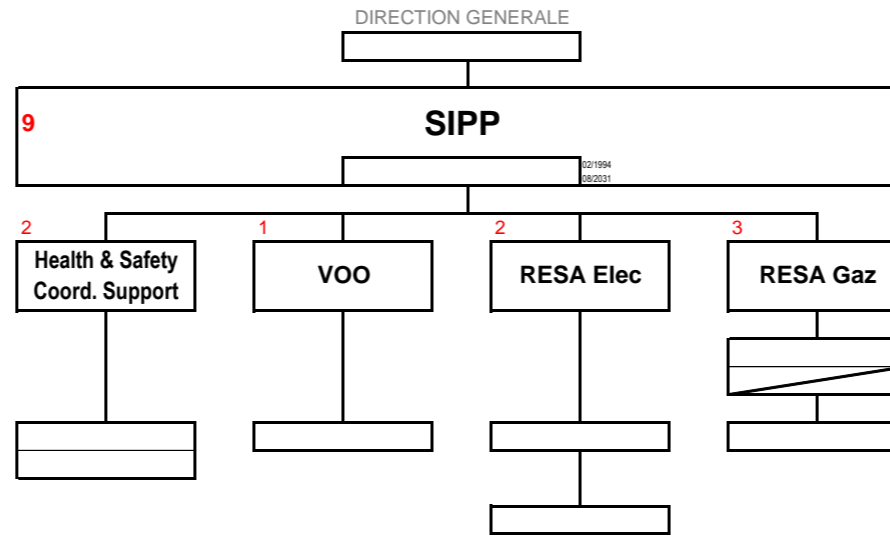 DIRECTION GENERALE
9
SIPP
02/1994
08/2031
2
1
2
3
Health & Safety
Coord. Support
VOO
RESA Elec
RESA Gaz